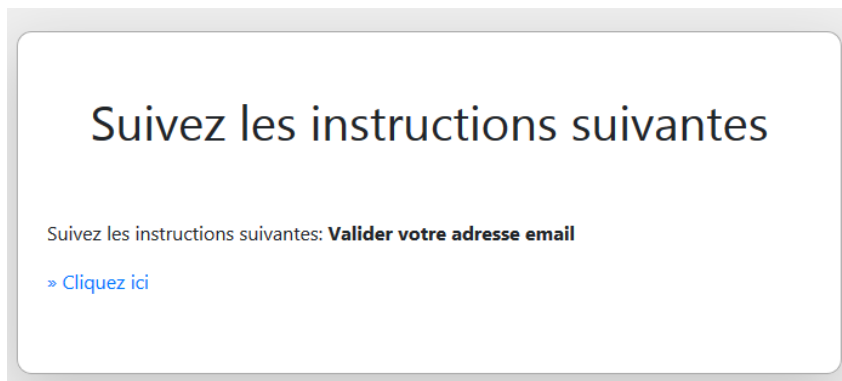 Suivez les instructions suivantes
Suivez les instructions suivantes: Valider votre adresse email
» Cliquez ici